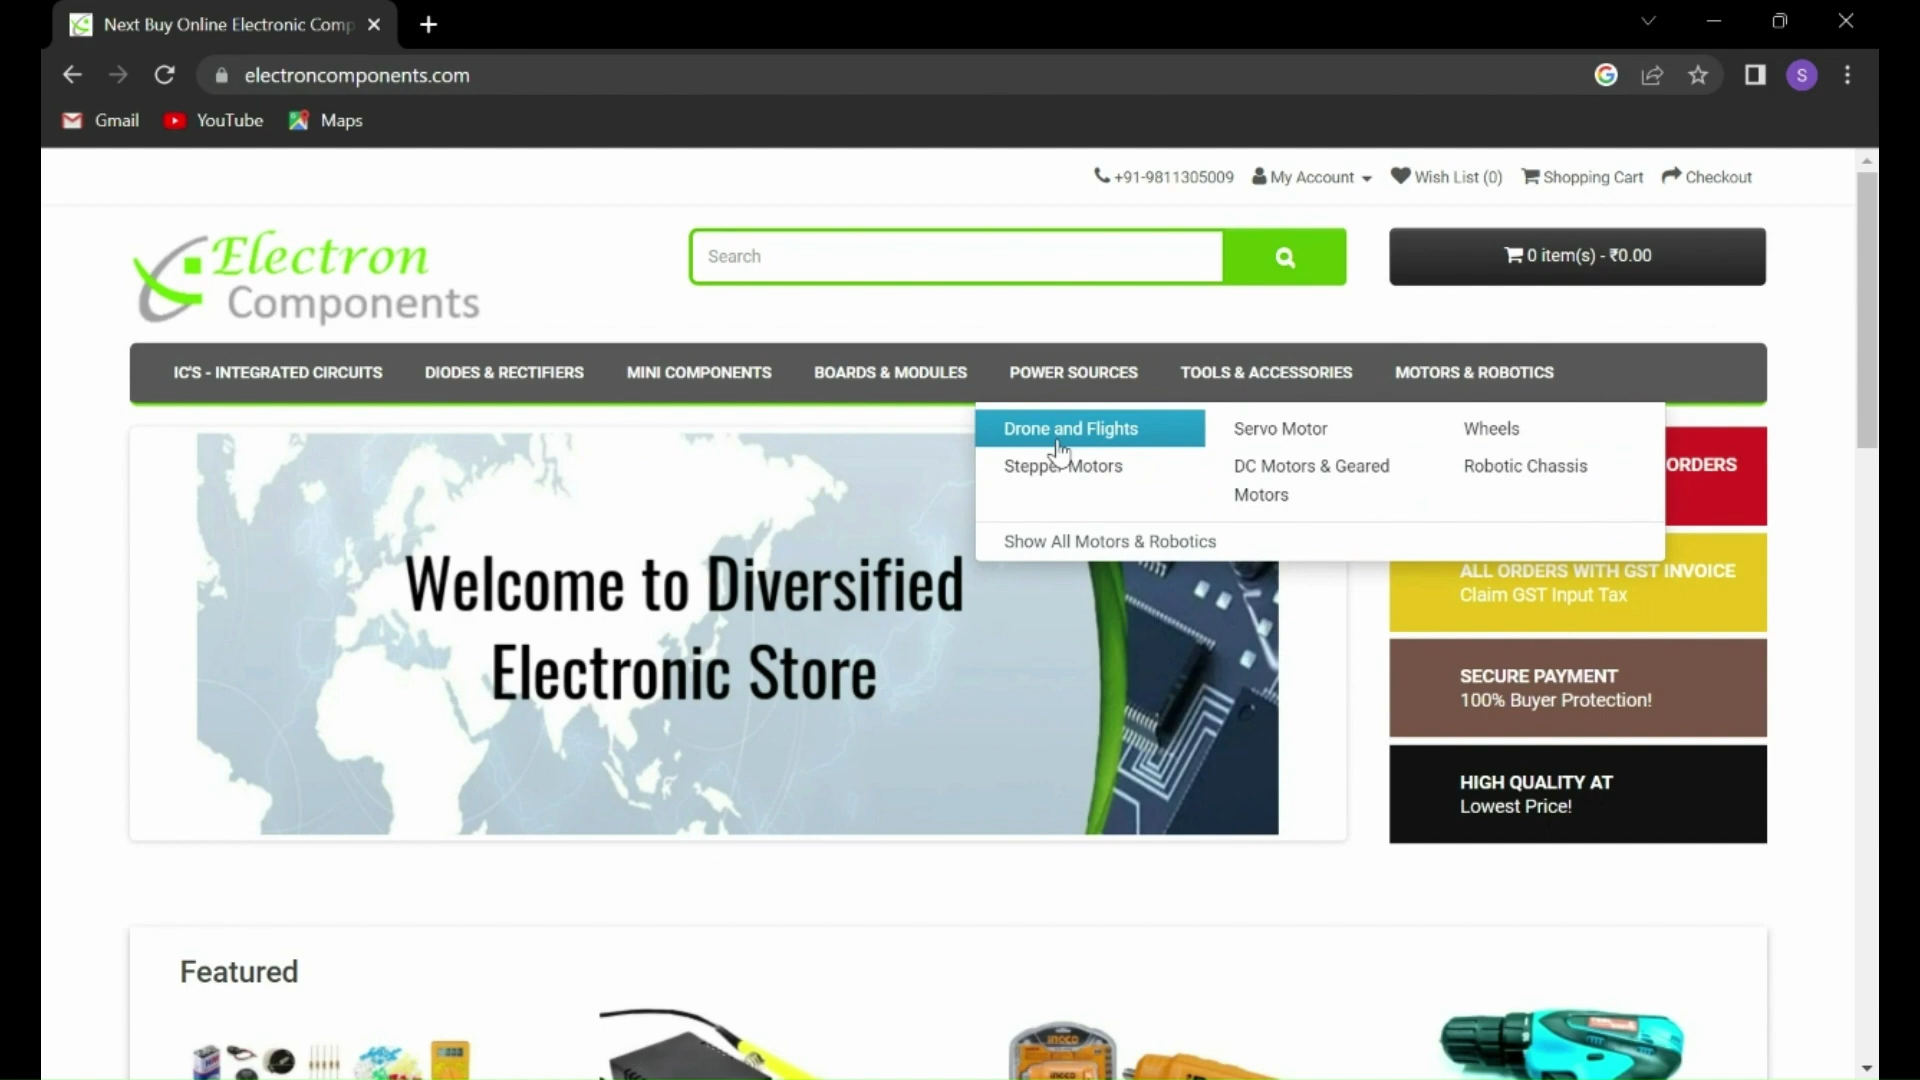 Next Buy Online Electronic Comp
electroncomponents.com
S
Gmail YouTube Maps
+91-9811305009 My Account Wish List (0) Shopping Cart Checkout
Electron
Components
Search
0 item(s) - ₹0.00
IC'S - INTEGRATED CIRCUITS DIODES & RECTIFIERS MINI COMPONENTS BOARDS & MODULES POWER SOURCES TOOLS & ACCESSORIES MOTORS & ROBOTICS
Drone and Flights Servo Motor Wheels
Stepper Motors DC Motors & Geared Robotic Chassis
Motors
Show All Motors & Robotics
ORDERS
Welcome to Diversified
Electronic Store
ALL ORDERS WITH GST INVOICE
Claim GST Input Tax
SECURE PAYMENT
100% Buyer Protection!
HIGH QUALITY AT
Lowest Price!
Featured
INGCO
INGCO